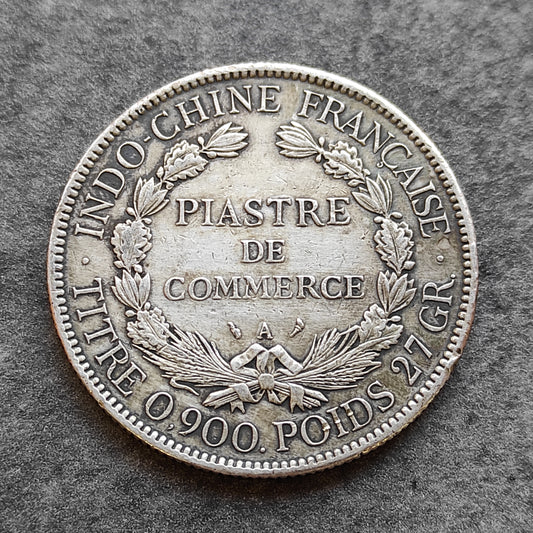 INDO-CHINE FRANÇAISE
PIASTRE
DE
COMMERCE
A
· TITRE 0,900. POIDS 27 GR. ·